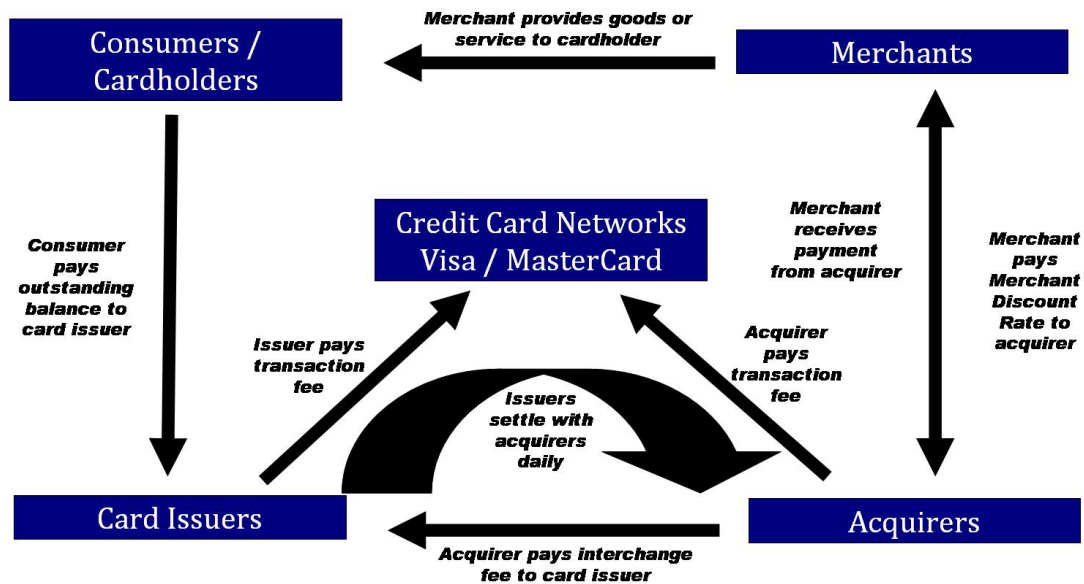 Merchant provides goods or
service to cardholder
Consumers /
Cardholders
Merchants
Credit Card Networks
Visa / MasterCard
Consumer
pays
outstanding
balance to
card issuer
Merchant
receives
payment
from acquirer
Merchant
pays
Merchant
Discount
Rate to
acquirer
Issuer pays
transaction
fee
Acquirer
pays
transaction
fee
Issuers
settle with
acquirers
daily
Card Issuers
Acquirers
Acquirer pays interchange
fee to card issuer